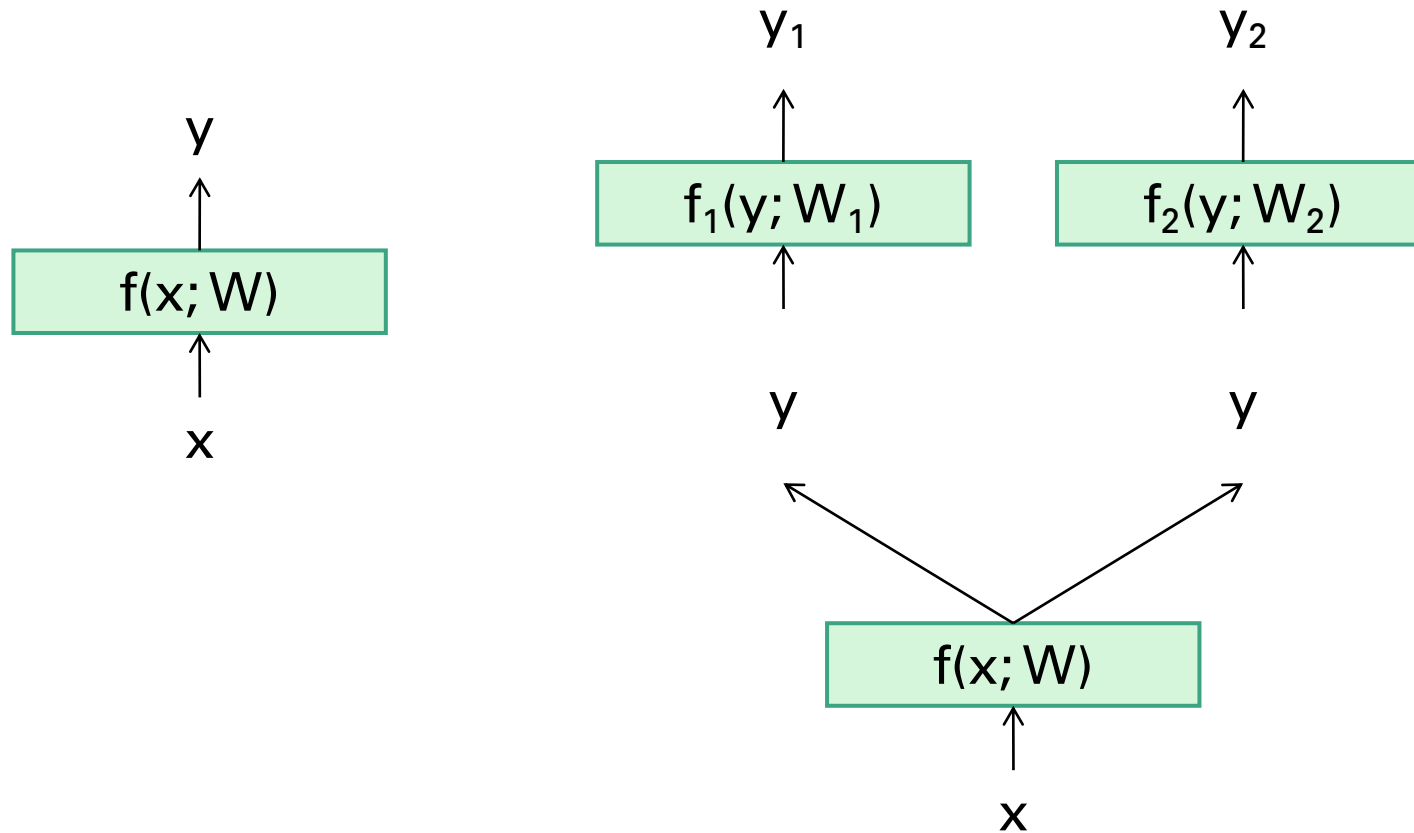 y
f(x; W)
x
y₁ y₂
f₁(y; W₁) f₂(y; W₂)
y y
f(x; W)
x